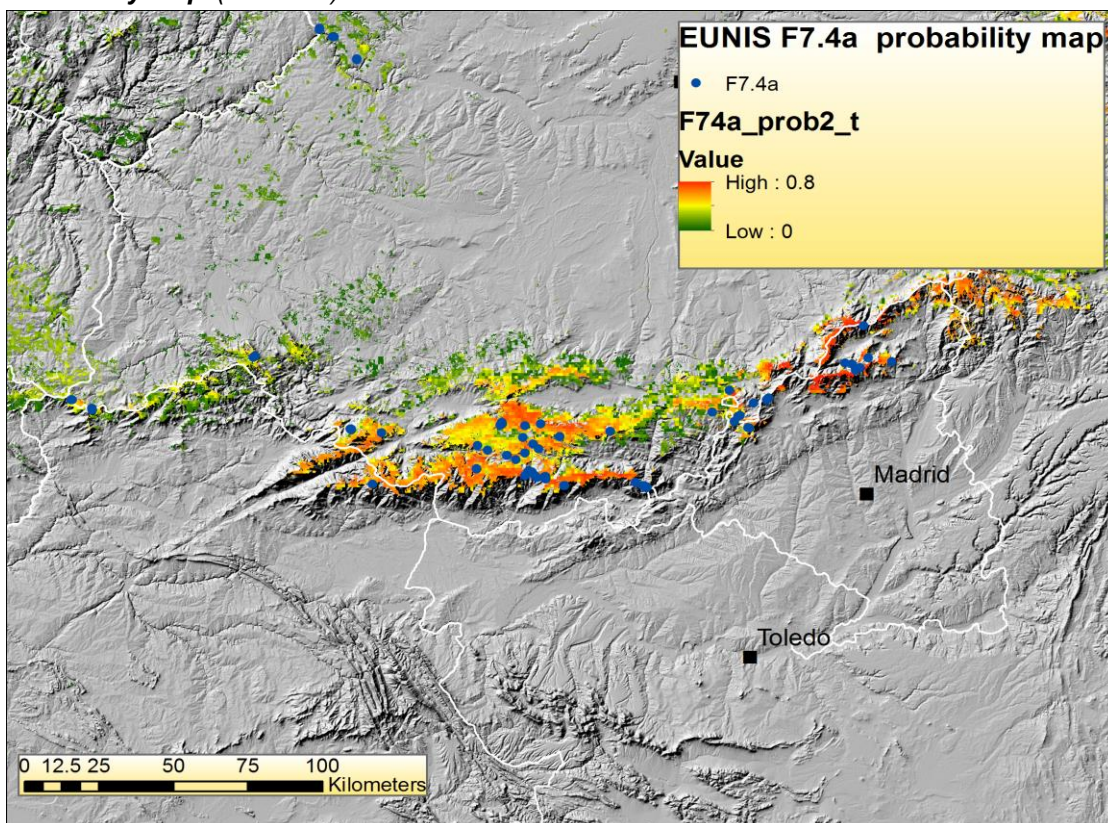 EUNIS F7.4a probability map
F7.4a
F74a_prob2_t
Value
High : 0.8
Low : 0
Madrid
Toledo
0 12.5 25 50 75 100
Kilometers